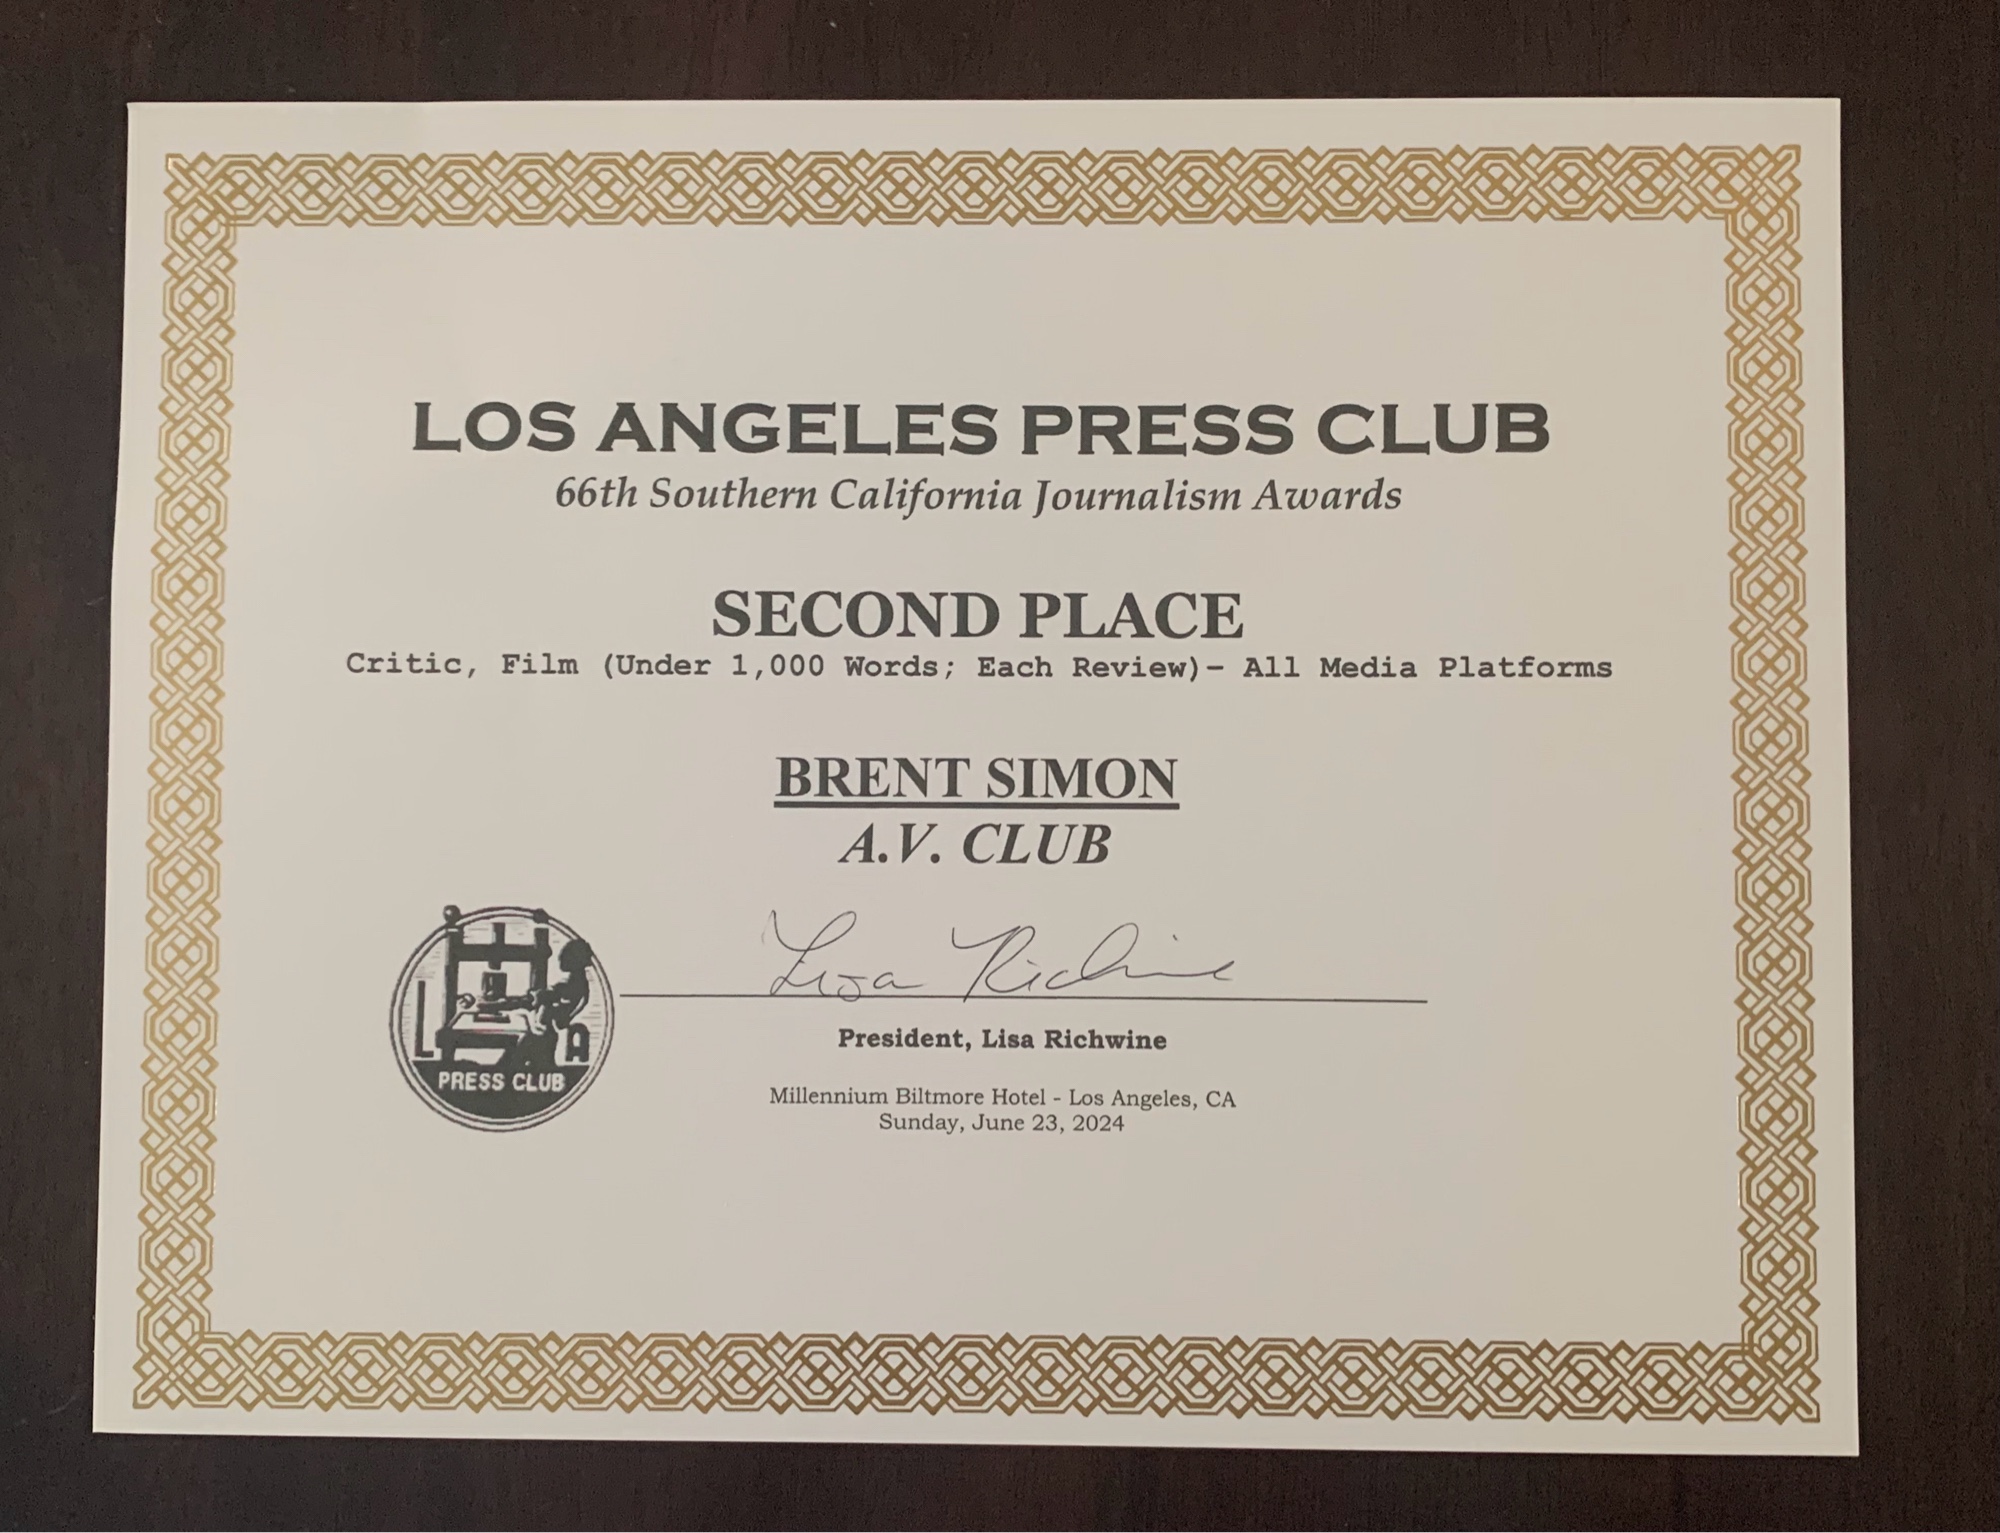 LOS ANGELES PRESS CLUB
66th Southern California Journalism Awards
SECOND PLACE
Critic, Film (Under 1,000 Words; Each Review)– All Media Platforms
BRENT SIMON
A.V. CLUB
Lisa Richwine
L A
PRESS CLUB
President, Lisa Richwine
Millennium Biltmore Hotel - Los Angeles, CA
Sunday, June 23, 2024